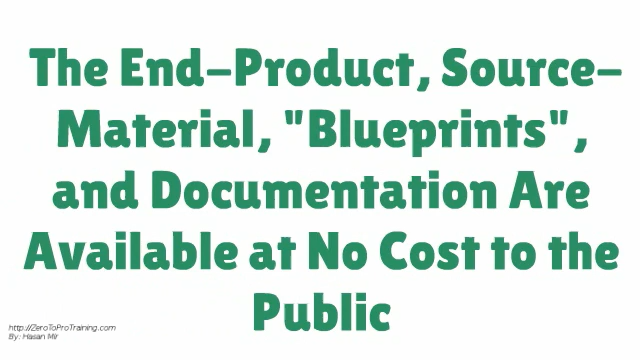 The End-Product, Source-
Material, "Blueprints",
and Documentation Are
Available at No Cost to the
Public
http://ZeroToProTraining.com
By: Hasan Mir